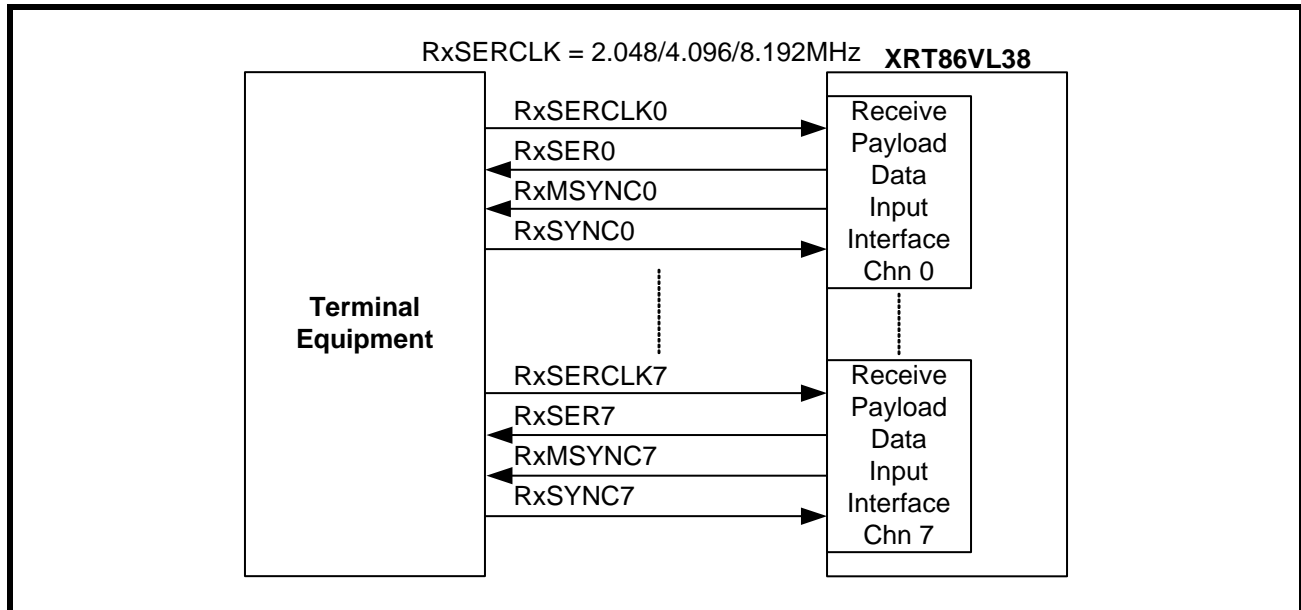 RxSERCLK = 2.048/4.096/8.192MHz
XRT86VL38
Terminal
Equipment
RxSERCLK0
RxSER0
RxMSYNC0
RxSYNC0
Receive
Payload
Data
Input
Interface
Chn 0
RxSERCLK7
RxSER7
RxMSYNC7
RxSYNC7
Receive
Payload
Data
Input
Interface
Chn 7